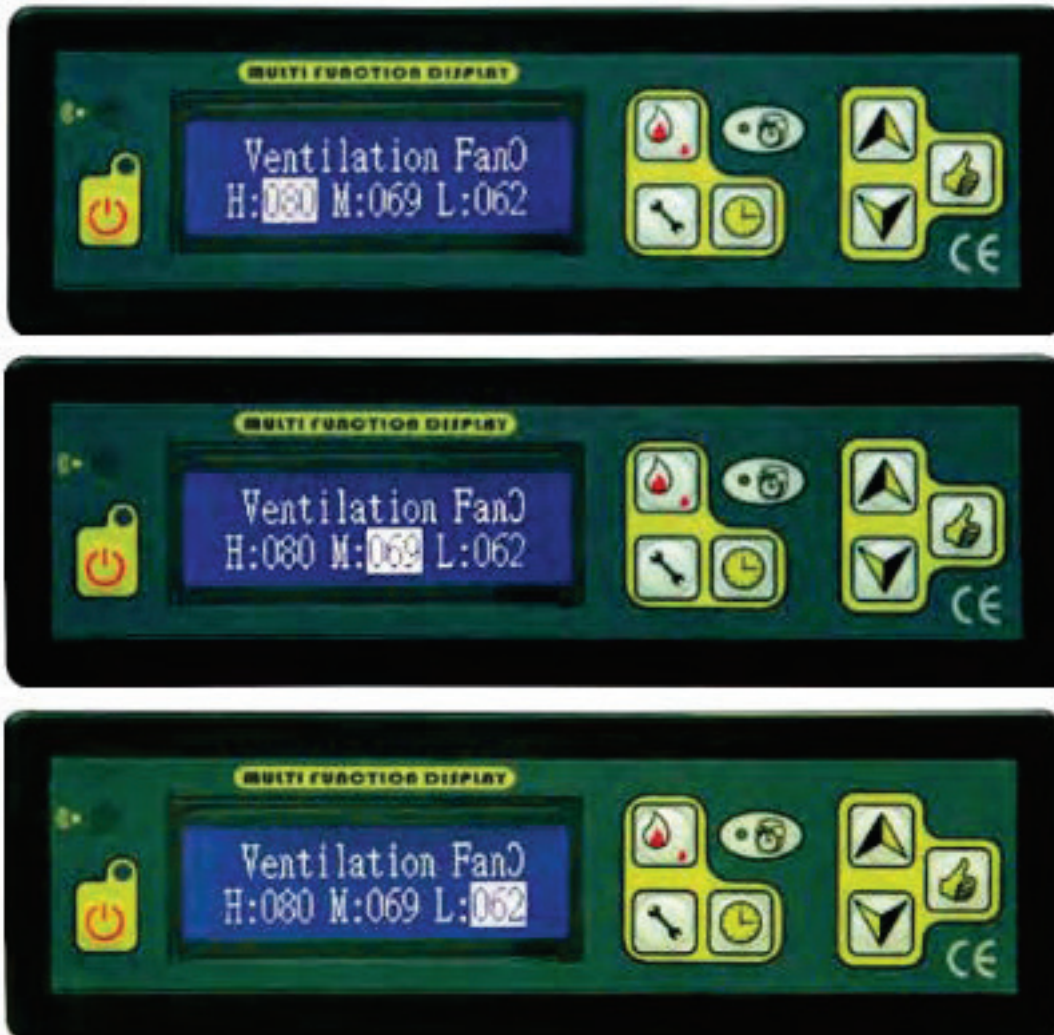 MULTI FUNCTION DISPLAY
Ventilation Fan
H:080 M:069 L:062
CE
MULTI FUNCTION DISPLAY
Ventilation Fan
H:080 M:069 L:062
CE
MULTI FUNCTION DISPLAY
Ventilation Fan
H:080 M:069 L:062
CE